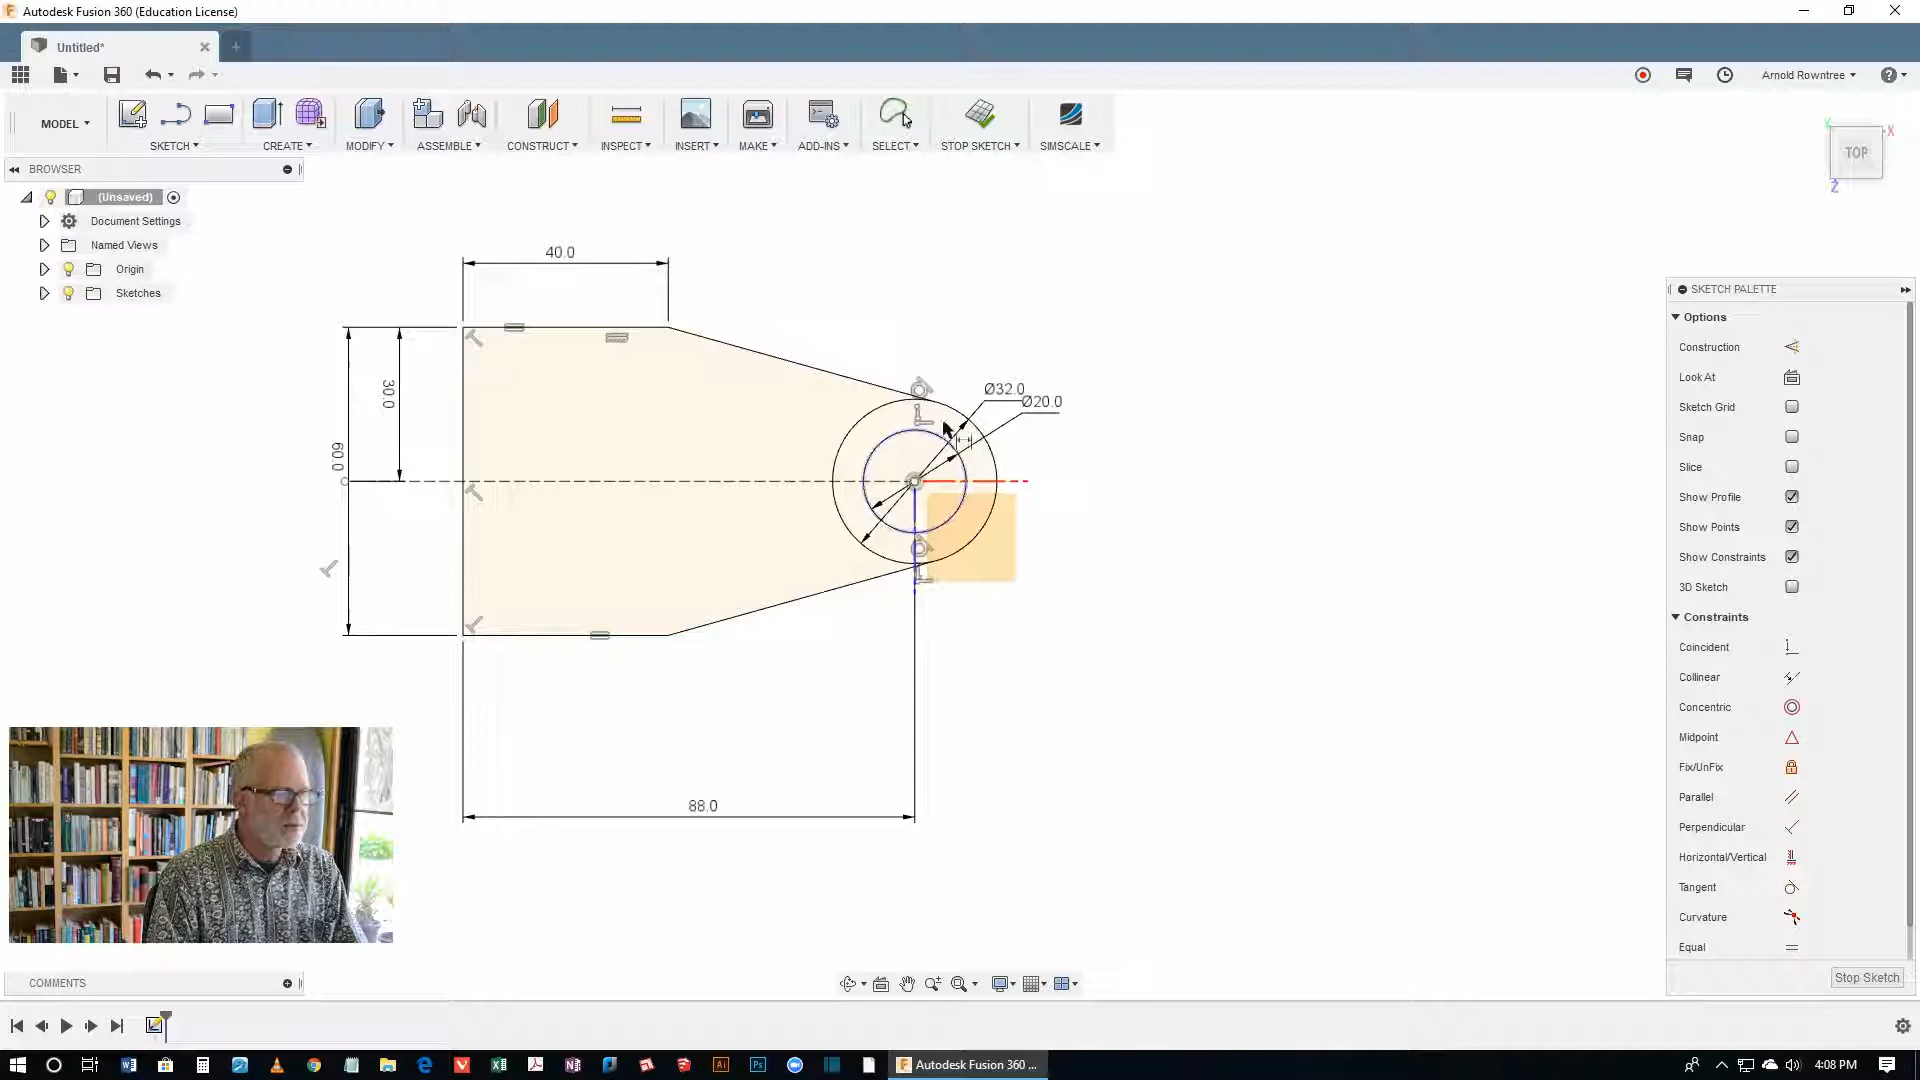 Autodesk Fusion 360 (Education License)
Untitled*
Arnold Rowntree
MODEL
SKETCH
CREATE
MODIFY
ASSEMBLE
CONSTRUCT
INSPECT
INSERT
MAKE
ADD-INS
SELECT
STOP SKETCH
SIMSCALE
BROWSER
(Unsaved)
Document Settings
Named Views
Origin
Sketches
TOP
X
Y
Z
40.0
30.0
60.0
Ø32.0
Ø20.0
88.0
SKETCH PALETTE
Options
Construction
Look At
Sketch Grid
Snap
Slice
Show Profile
Show Points
Show Constraints
3D Sketch
Constraints
Coincident
Collinear
Concentric
Midpoint
Fix/UnFix
Parallel
Perpendicular
Horizontal/Vertical
Tangent
Curvature
Equal
Stop Sketch
COMMENTS
Autodesk Fusion 360 ...
4:08 PM